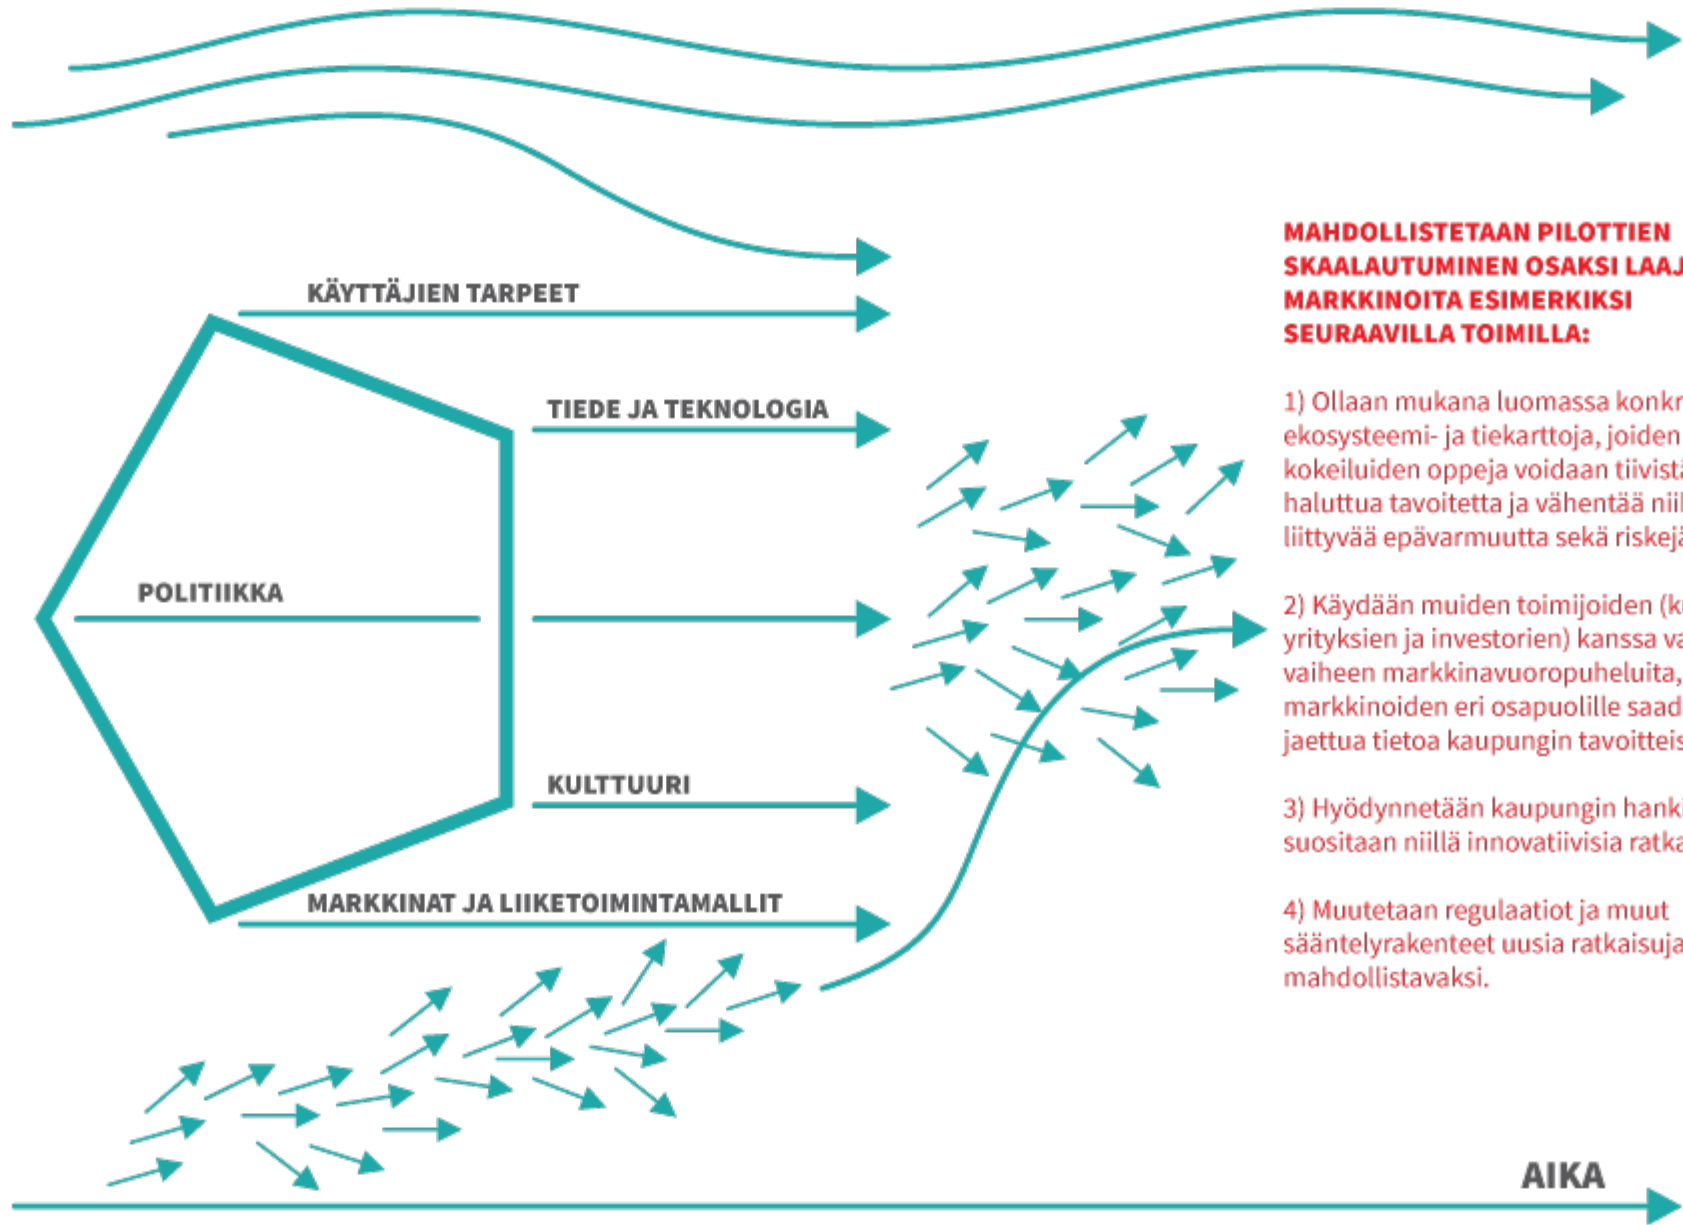 KÄYTTÄJIEN TARPEET
TIEDE JA TEKNOLOGIA
POLITIIKKA
KULTTUURI
MARKKINAT JA LIIKETOIMINTAMALLIT
MAHDOLLISTETAAN PILOTTIEN
SKAALAUTUMINEN OSAKSI
MARKKINOITA ESIMERKIKSI
SEURAAVILLA TOIMILLA:
1) Ollaan mukana luomassa
ekosysteemi- ja tiekarttoja, joiden
kokeiluiden oppeja voidaan
haluttua tavoitetta ja vähentää
liittyvää epävarmuutta sekä riskejä
2) Käydään muiden toimijoiden
yrityksien ja investorien) kanssa
vaiheen markkinavuoropuheluita,
markkinoiden eri osapuolille
jaettua tietoa kaupungin
3) Hyödynnetään kaupungin
suositaan niillä innovatiivisia
4) Muutetaan regulaatiot ja muut
sääntelyrakenteet uusia ratkaisuja
mahdollistavaksi.
AIKA